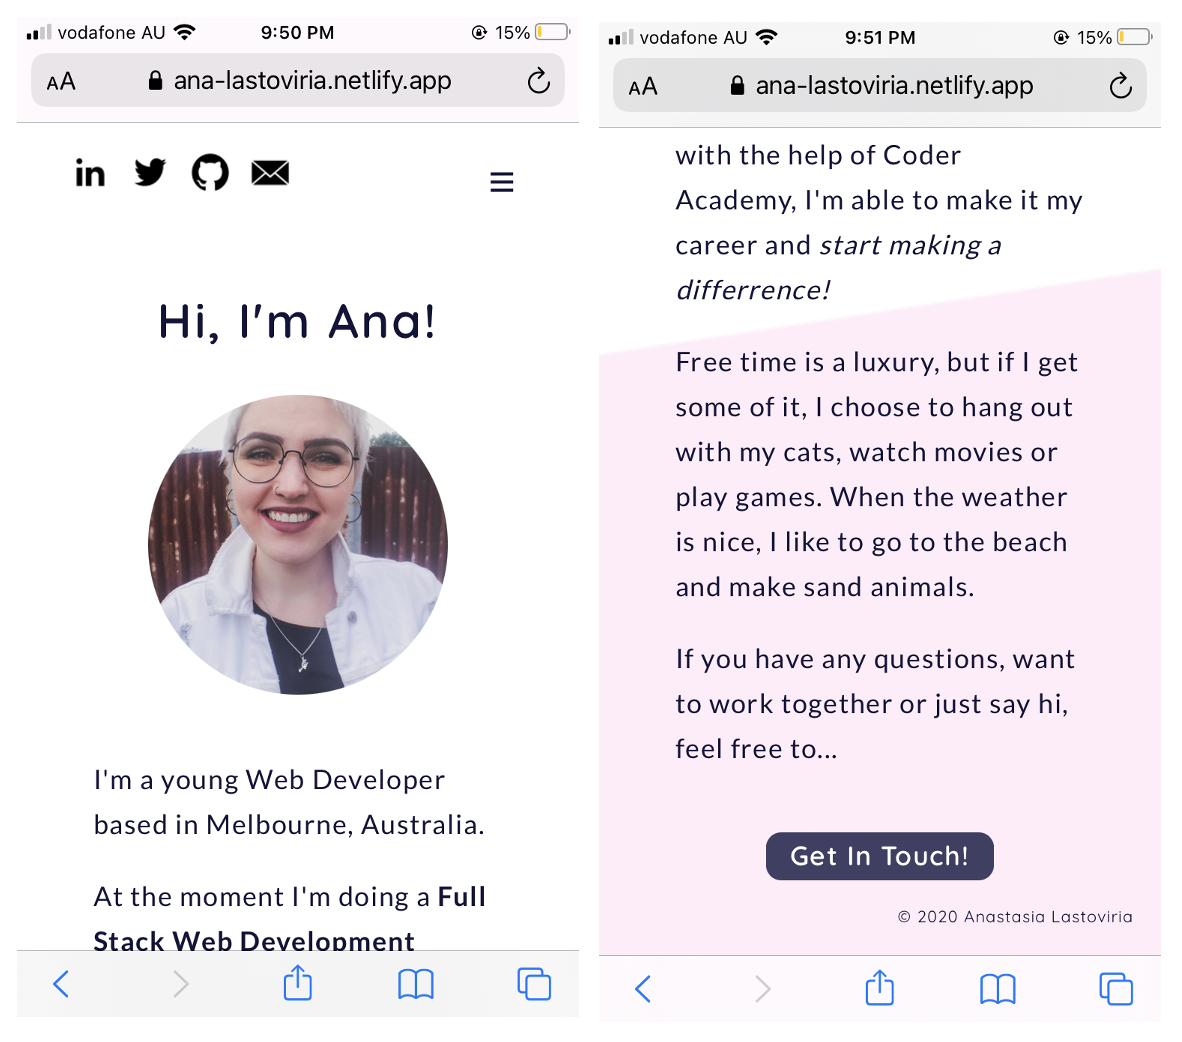 vodafone AU 9:50 PM 15%
AA ana-lastoviria.netlify.app
in
Hi, I'm Ana!
I'm a young Web Developer
based in Melbourne, Australia.
At the moment I'm doing a Full
Stack Web Development
vodafone AU 9:51 PM 15%
AA ana-lastoviria.netlify.app
with the help of Coder
Academy, I'm able to make it my
career and start making a
differrence!
Free time is a luxury, but if I get
some of it, I choose to hang out
with my cats, watch movies or
play games. When the weather
is nice, I like to go to the beach
and make sand animals.
If you have any questions, want
to work together or just say hi,
feel free to...
Get In Touch!
© 2020 Anastasia Lastoviria